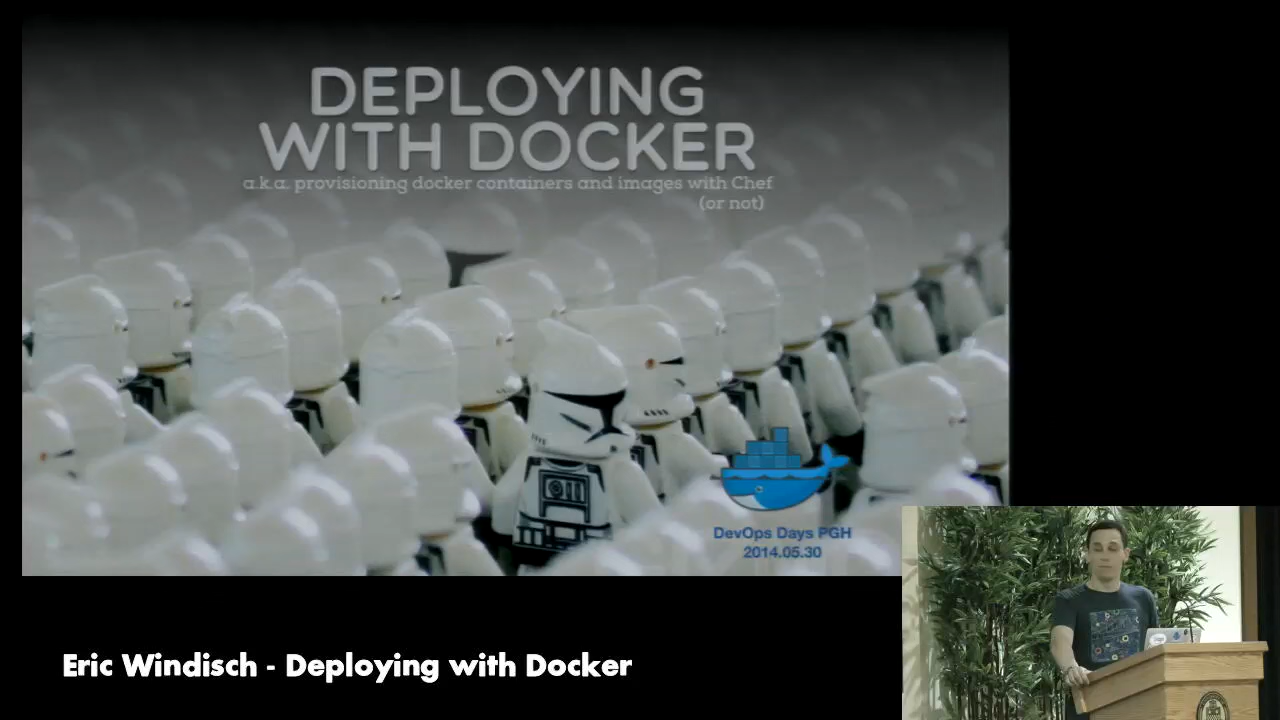 DEPLOYING
WITH DOCKER
a.k.a. provisioning docker containers and images with Chef
(or not)
DevOps Days PGH
2014.05.30
Eric Windisch - Deploying with Docker